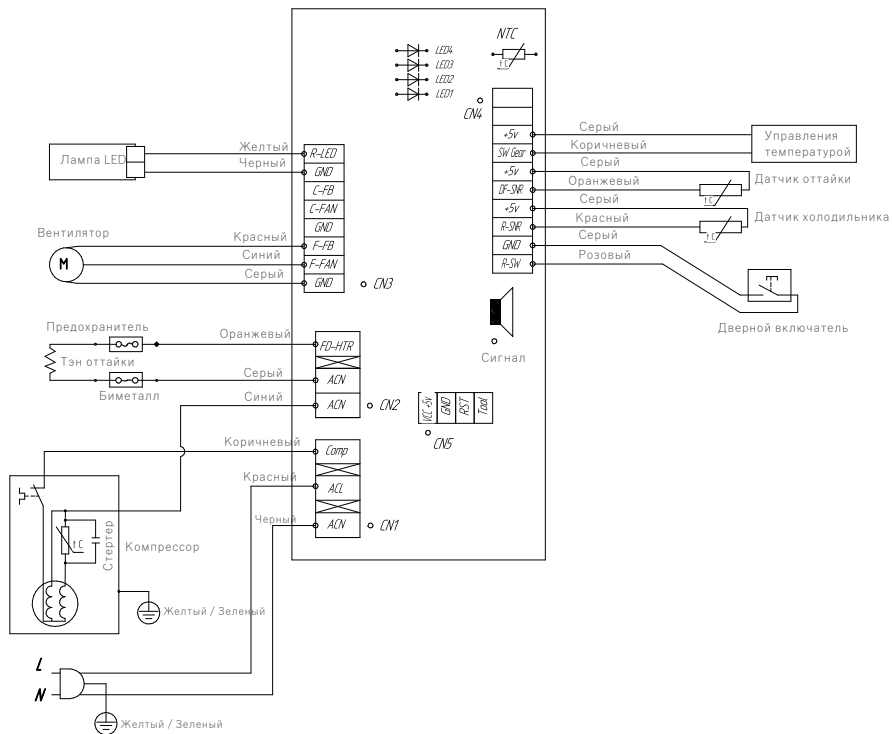 NTC
t C
LED4
LED3
LED2
LED1
CN4
+5v
SW Gear
+5v
DF-SNR
+5v
R-SNR
GND
R-SW
Серый
Коричневый
Серый
Оранжевый
Серый
Красный
Серый
Розовый
Управления
температурой
Датчик оттайки
t C
Датчик холодильника
t C
Дверной включатель
Лампа LED
Желтый
Черный
R-LED
GND
C-FB
C-FAN
GND
F-FB
F-FAN
GND
CN3
Вентилятор
M
Красный
Синий
Серый
Сигнал
Предохранитель
Тэн оттайки
Биметалл
Оранжевый
Серый
Синий
FD-HTR
ACN
ACN
CN2
VCC +5v
GND
RST
Tool
CN5
Коричневый
Красный
Черный
Comp
ACL
ACN
CN1
t C
Стертер
Компрессор
Желтый / Зеленый
L
N
Желтый / Зеленый